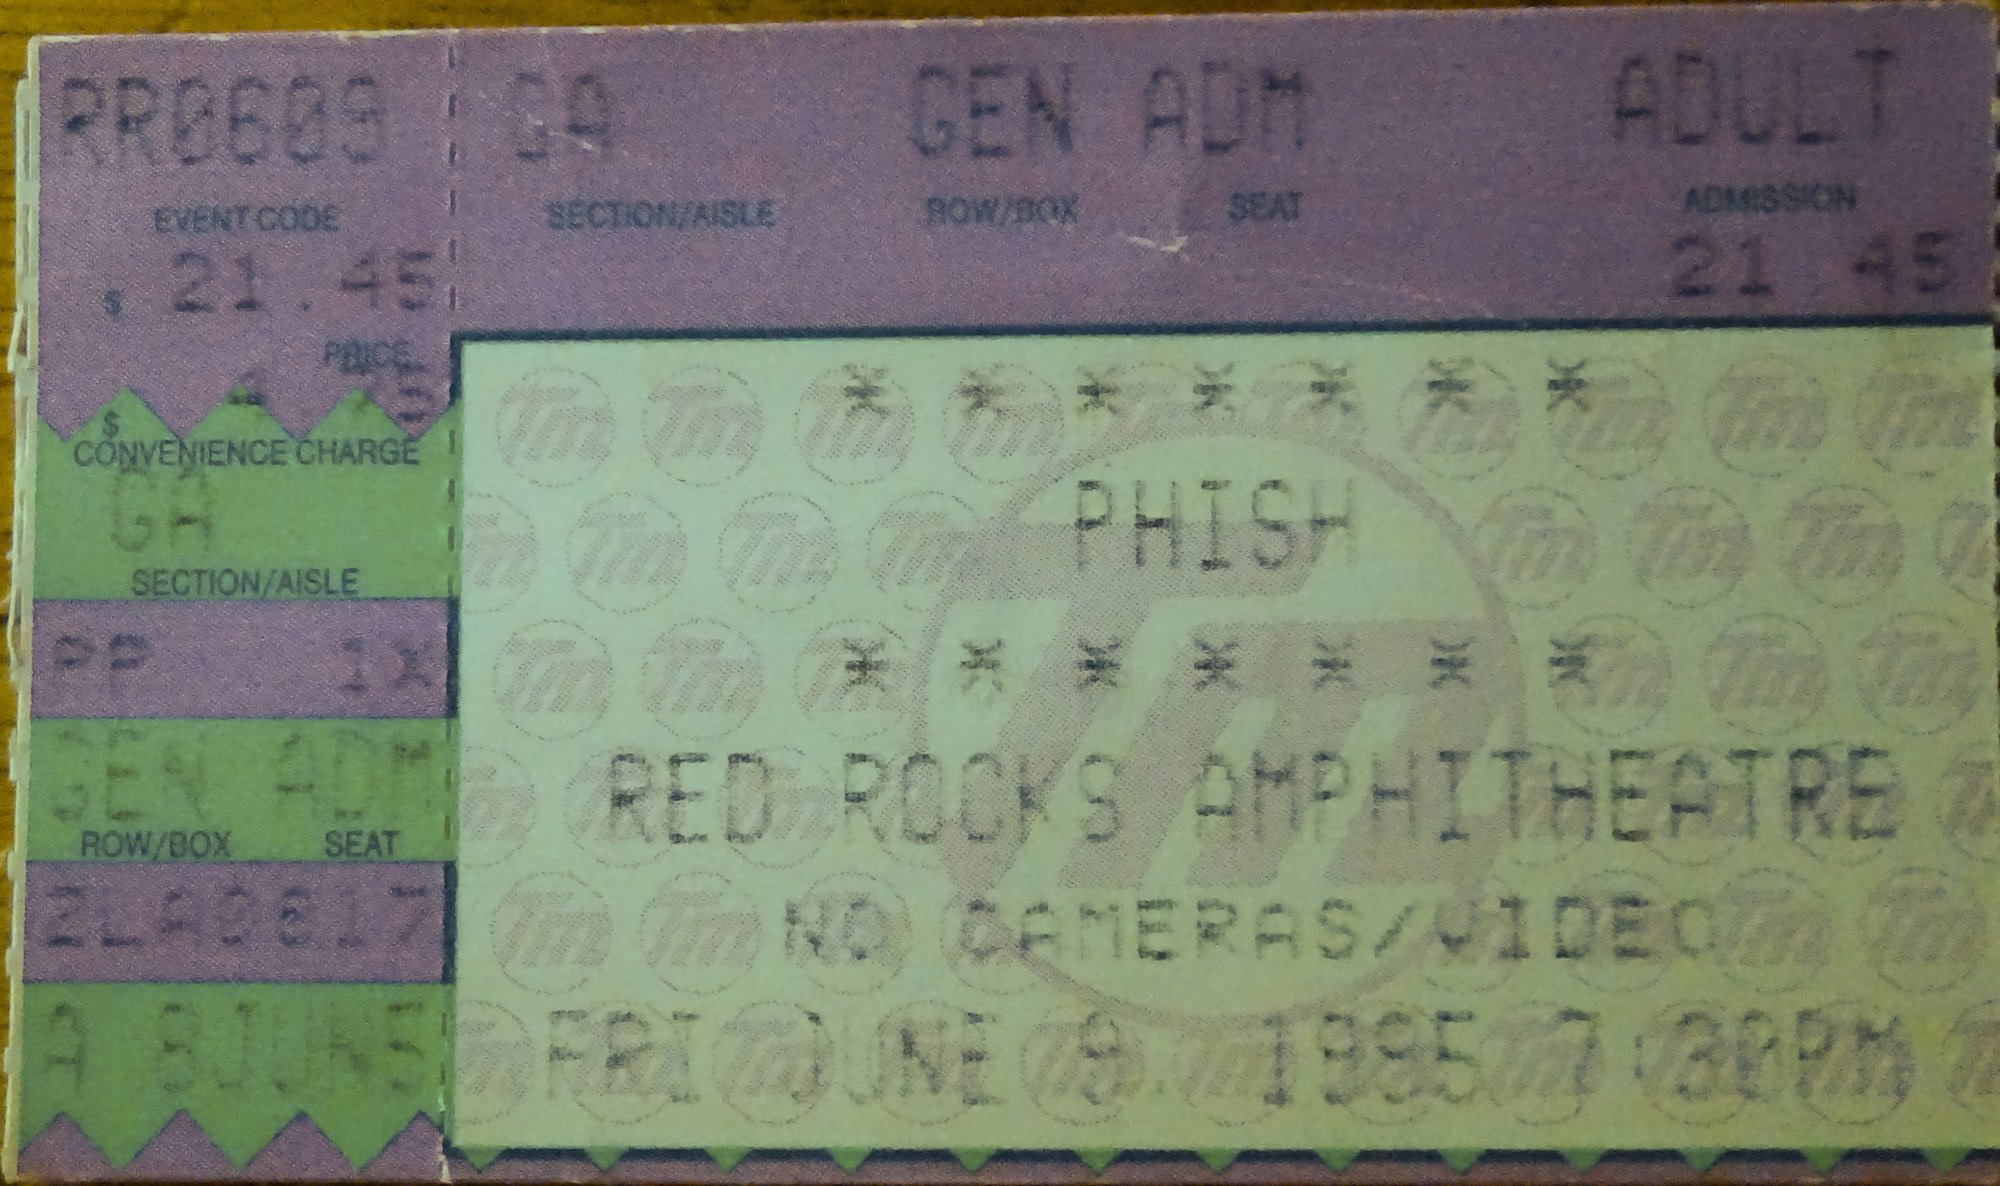 RR0609 GA GEN ADM ADULT
EVENT CODE SECTION/AISLE ROW/BOX SEAT ADMISSION
$ 21.45 21.45
PRICE
$
CONVENIENCE CHARGE
GA
SECTION/AISLE
PP 1X
GEN ADM
ROW/BOX SEAT
ZLA0817
* * * * * * *
PHISH
* * * * * * *
RED ROCKS AMPHITHEATRE
NO CAMERAS/VIDEO
FRI JUNE 9, 1995 7:30PM